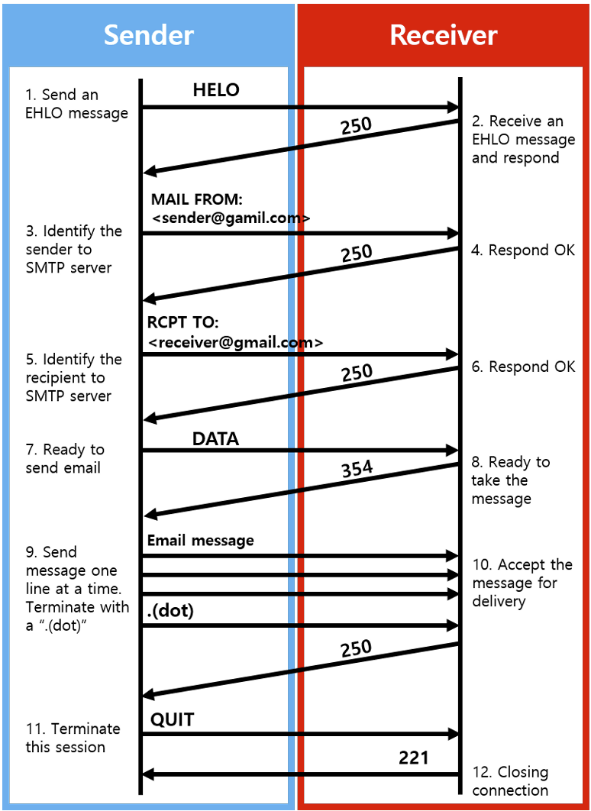 Sender
Receiver
1. Send an
EHLO message
HELO
250
2. Receive an
EHLO message
and respond
MAIL FROM:
<sender@gamil.com>
3. Identify the
sender to
SMTP server
250
4. Respond OK
RCPT TO:
<receiver@gmail.com>
5. Identify the
recipient to
SMTP server
250
6. Respond OK
7. Ready to
send email
DATA
354
8. Ready to
take the
message
Email message
9. Send
message one
line at a time.
Terminate with
a “.(dot)”
.(dot)
10. Accept the
message for
delivery
250
11. Terminate
this session
QUIT
221
12. Closing
connection